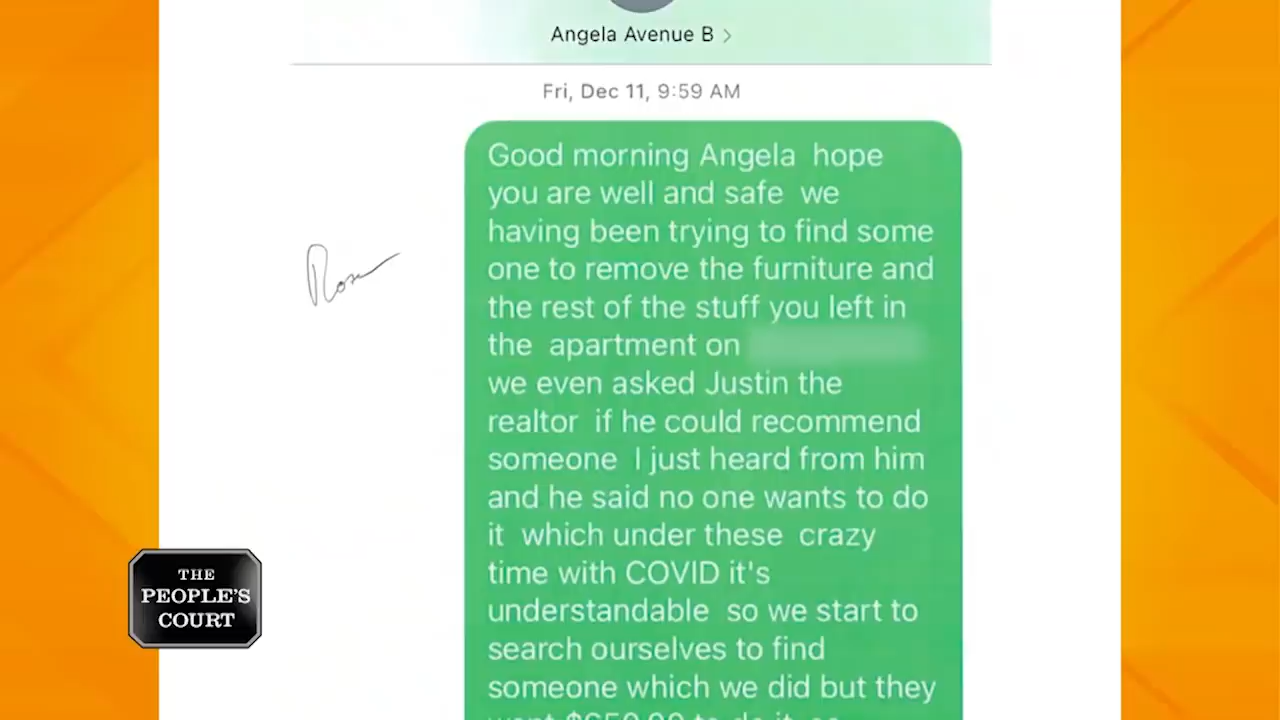 Angela Avenue B >
Fri, Dec 11, 9:59 AM
Good morning Angela hope
you are well and safe we
having been trying to find some
one to remove the furniture and
the rest of the stuff you left in
the apartment on
we even asked Justin the
realtor if he could recommend
someone I just heard from him
and he said no one wants to do
it which under these crazy
time with COVID it's
understandable so we start to
search ourselves to find
someone which we did but they
THE
PEOPLE'S
COURT